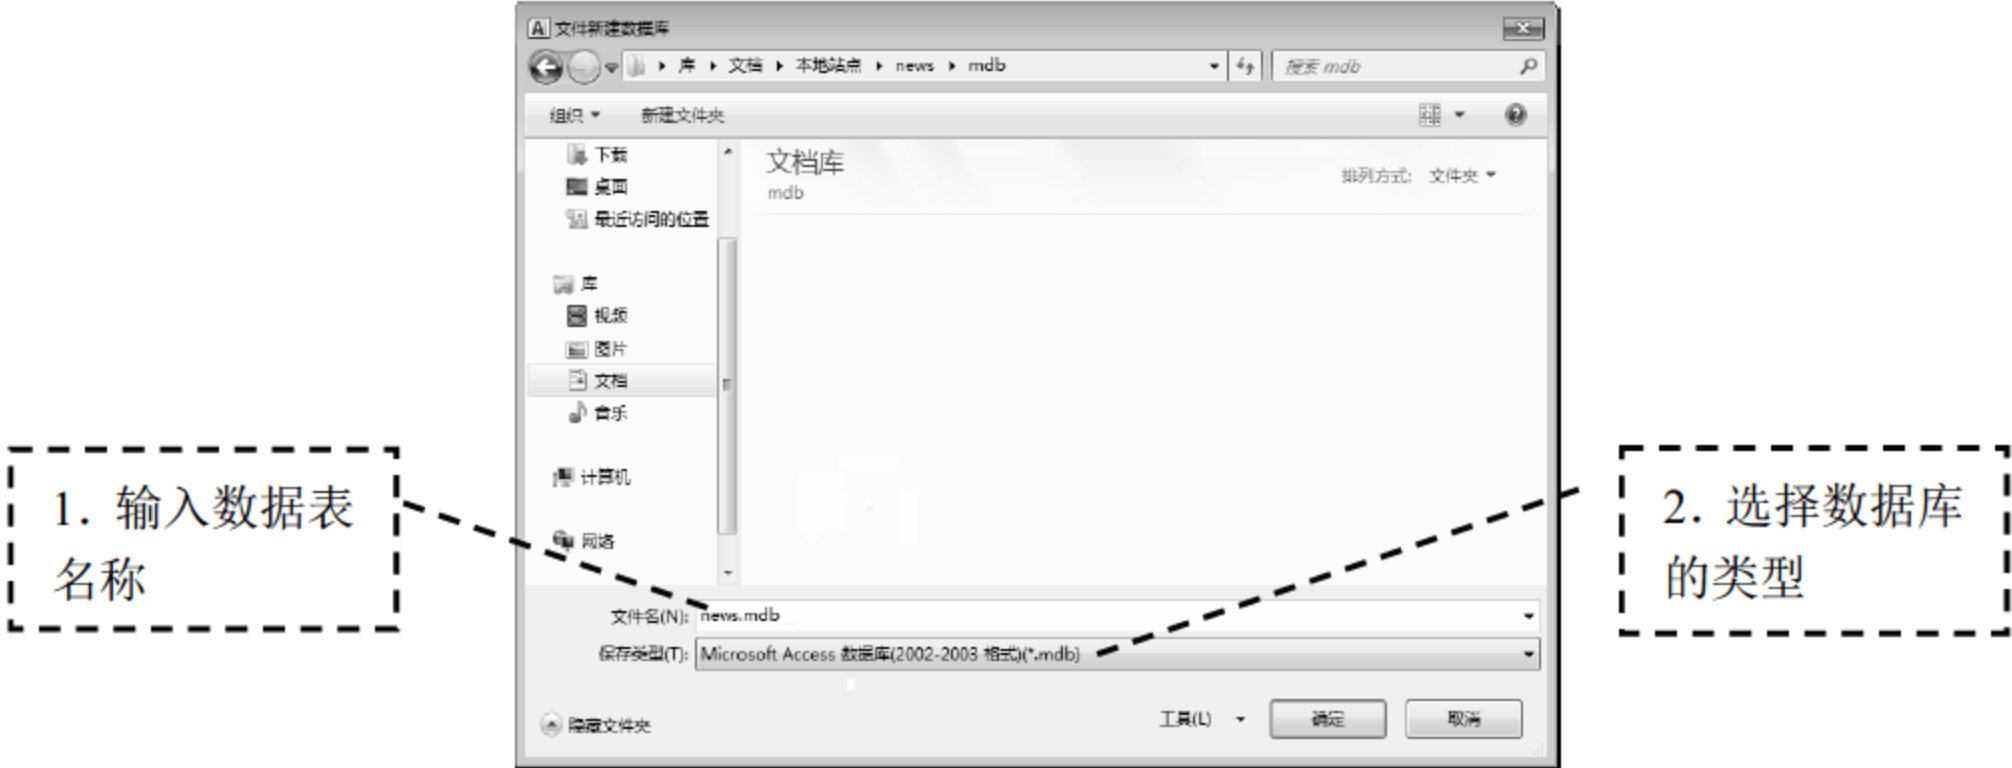 文件新建数据库
库 文档 本地站点 news mdb
搜索 mdb
组织 新建文件夹
下载
桌面
最近访问的位置
库
视频
图片
文档
音乐
计算机
网络
文档库
mdb
排列方式: 文件夹
1. 输入数据表
名称
2. 选择数据库
的类型
文件名(N): news.mdb
保存类型(T): Microsoft Access 数据库(2002-2003 格式)(*.mdb)
隐藏文件夹
工具(L) 确定 取消